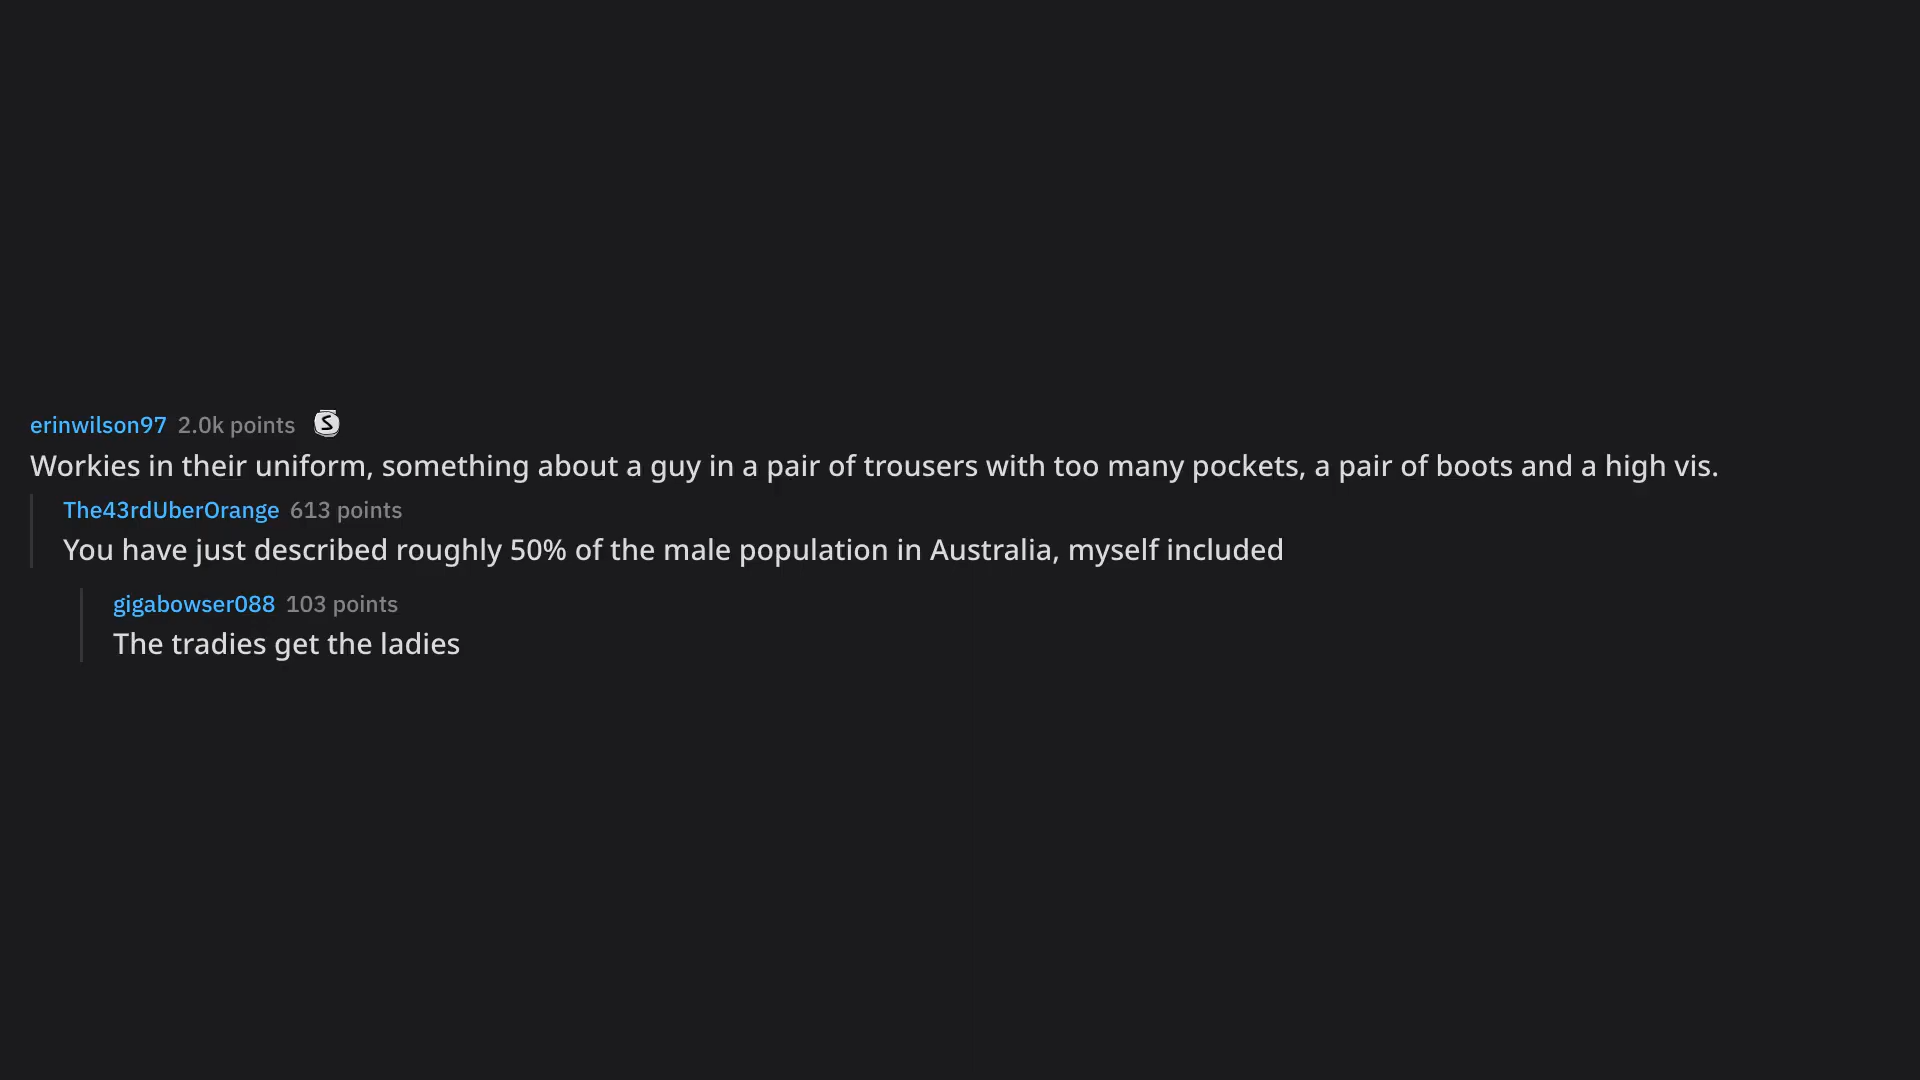 erinwilson97 2.0k points S
Workies in their uniform, something about a guy in a pair of trousers with too many pockets, a pair of boots and a high vis.
The43rdUberOrange 613 points
You have just described roughly 50% of the male population in Australia, myself included
gigabowser088 103 points
The tradies get the ladies